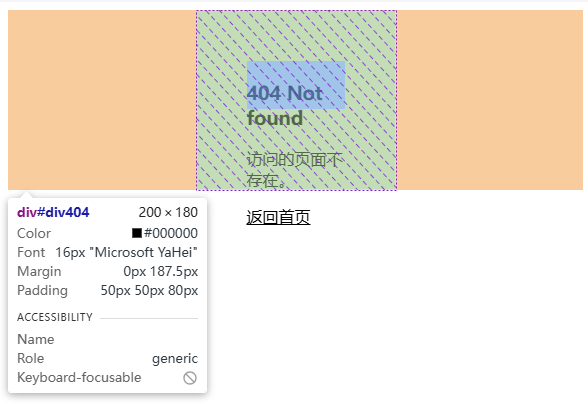 404 Not
found
访问的页面不
存在。
返回首页
div#div404 200 × 180
Color #000000
Font 16px "Microsoft YaHei"
Margin 0px 187.5px
Padding 50px 50px 80px
ACCESSIBILITY
Name
Role generic
Keyboard-focusable